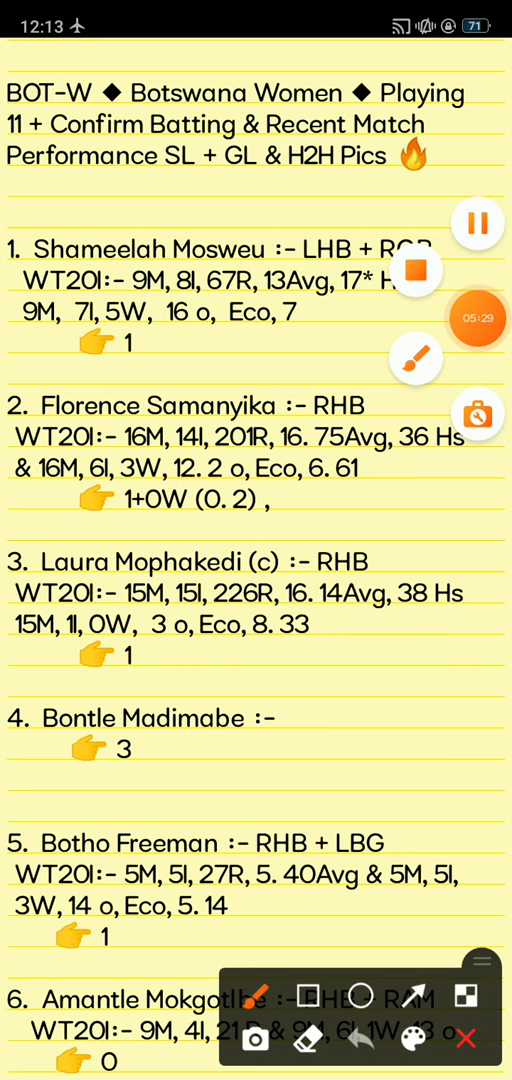 12:13 71
BOT-W ◆ Botswana Women ◆ Playing
11 + Confirm Batting & Recent Match
Performance SL + GL & H2H Pics 🔥
1. Shameelah Mosweu :- LHB +
WT20I:- 9M, 8I, 67R, 13Avg, 17*
9M, 7I, 5W, 16 o, Eco, 7
👉 1
05:29
2. Florence Samanyika :- RHB
WT20I:- 16M, 14I, 201R, 16. 75Avg, 36 Hs
& 16M, 6I, 3W, 12. 2 o, Eco, 6. 61
👉 1+0W (0. 2) ,
3. Laura Mophakedi (c) :- RHB
WT20I:- 15M, 15I, 226R, 16. 14Avg, 38 Hs
15M, 1I, 0W, 3 o, Eco, 8. 33
👉 1
4. Bontle Madimabe :-
👉 3
5. Botho Freeman :- RHB + LBG
WT20I:- 5M, 5I, 27R, 5. 40Avg & 5M, 5I,
3W, 14 o, Eco, 5. 14
👉 1
6. Amantle :- RHB + RAM
WT20I:- 9M, 4I, & 9M, 1W,
👉 0